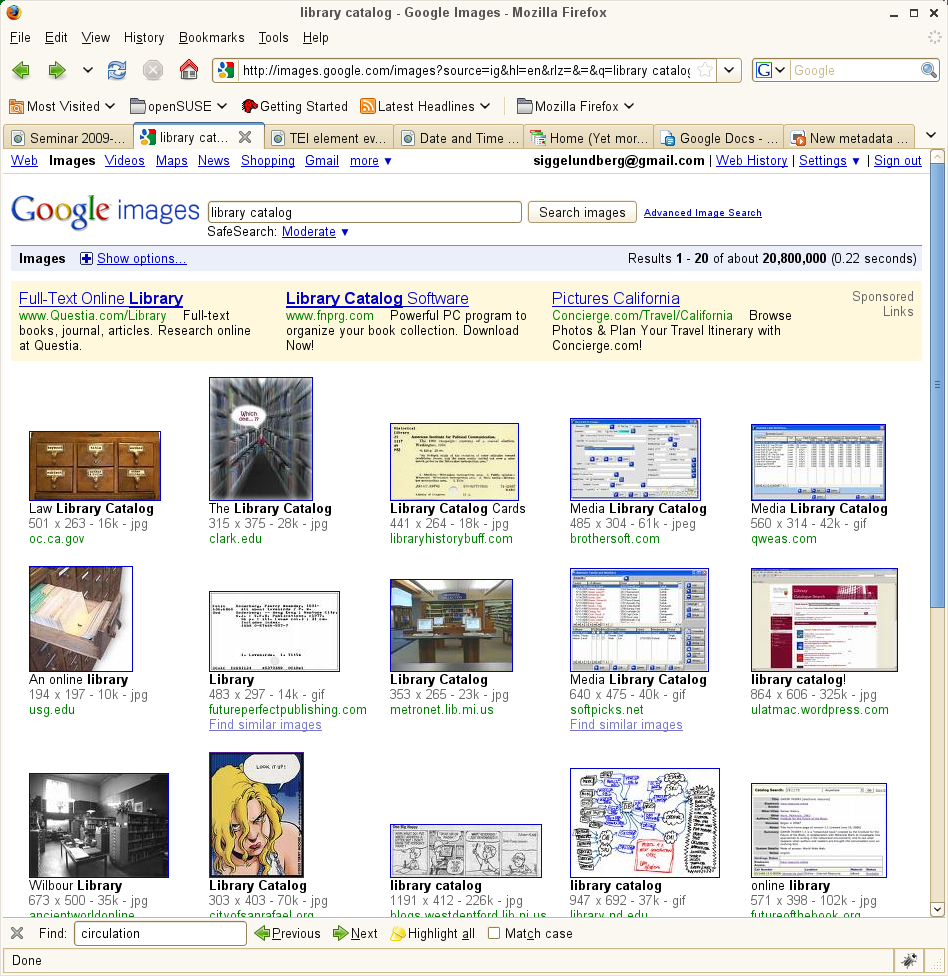 library catalog - Google Images - Mozilla Firefox
File Edit View History Bookmarks Tools Help
http://images.google.com/images?source=ig&hl=en&rlz=&=&q=library catalog
Google
Most Visited openSUSE Getting Started Latest Headlines Mozilla Firefox
Seminar 2009-... library cat... TEI element ev... Date and Time ... Home (Yet mor... Google Docs - ... New metadata ...
Web Images Videos Maps News Shopping Gmail more ▼ siggelundberg@gmail.com | Web History | Settings ▼ | Sign out
Google images library catalog Search images Advanced Image Search
SafeSearch: Moderate ▼
Images Show options... Results 1 - 20 of about 20,800,000 (0.22 seconds)
Full-Text Online Library
www.Questia.com/Library Full-text
books, journal, articles. Research online
at Questia.
Library Catalog Software
www.fnprg.com Powerful PC program to
organize your book collection. Download
Now!
Pictures California
Concierge.com/Travel/California Browse
Photos & Plan Your Travel Itinerary with
Concierge.com!
Sponsored
Links
Which
one...??
Law Library Catalog
501 x 263 - 16k - jpg
oc.ca.gov
The Library Catalog
315 x 375 - 28k - jpg
clark.edu
Library Catalog Cards
441 x 264 - 18k - jpg
libraryhistorybuff.com
Media Library Catalog
485 x 304 - 61k - jpeg
brothersoft.com
Media Library Catalog
560 x 314 - 42k - gif
qweas.com
An online library
194 x 197 - 10k - jpg
usg.edu
Library
483 x 297 - 14k - gif
futureperfectpublishing.com
Find similar images
Library Catalog
353 x 265 - 23k - jpg
metronet.lib.mi.us
Media Library Catalog
640 x 475 - 40k - gif
softpicks.net
Find similar images
library catalog!
864 x 606 - 325k - jpg
ulatmac.wordpress.com
LOOK IT UP!
Wilbour Library
673 x 500 - 35k - jpg
ancientworldonline
Library Catalog
303 x 403 - 70k - jpg
cityofsanrafael.org
library catalog
1191 x 412 - 226k - jpg
blogs.westdeptford.lib.nj.us
library catalog
947 x 692 - 37k - gif
library.nd.edu
online library
571 x 398 - 102k - jpg
futureofthebook.org
Find: circulation Previous Next Highlight all Match case
Done